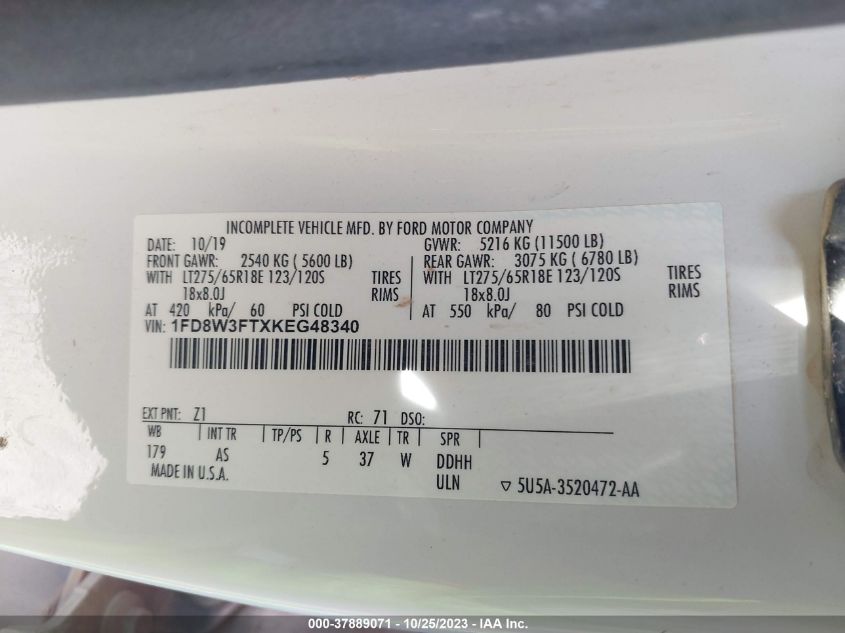 INCOMPLETE VEHICLE MFD. BY FORD MOTOR COMPANY
DATE: 10/19 GVWR: 5216 KG (11500 LB)
FRONT GAWR: 2540 KG ( 5600 LB) REAR GAWR: 3075 KG ( 6780 LB)
WITH LT275/65R18E 123/120S TIRES WITH LT275/65R18E 123/120S TIRES
18x8.0J RIMS 18x8.0J RIMS
AT 420 kPa/ 60 PSI COLD AT 550 kPa/ 80 PSI COLD
VIN: 1FD8W3FTXKEG48340
EXT PNT: Z1 RC: 71 DSO:
WB INT TR TP/PS R AXLE TR SPR
179 AS 5 37 W DDHH
MADE IN U.S.A. ULN ▽ 5U5A-3520472-AA
000-37889071 - 10/25/2023 - IAA Inc.